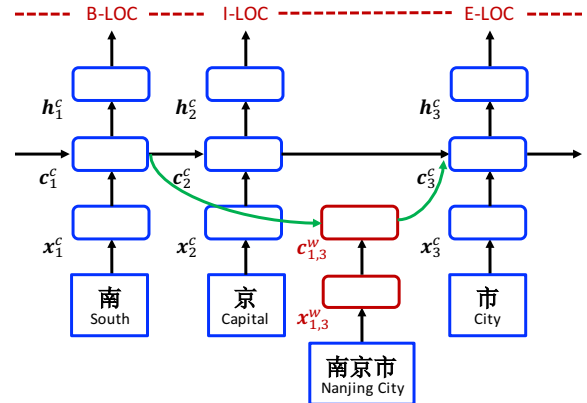 B-LOC I-LOC E-LOC
h₁ᶜ h₂ᶜ h₃ᶜ
c₁ᶜ c₂ᶜ c₃ᶜ
x₁ᶜ x₂ᶜ c₁,₃ʷ x₃ᶜ
南 京 市
South Capital City
x₁,₃ʷ
南京市
Nanjing City